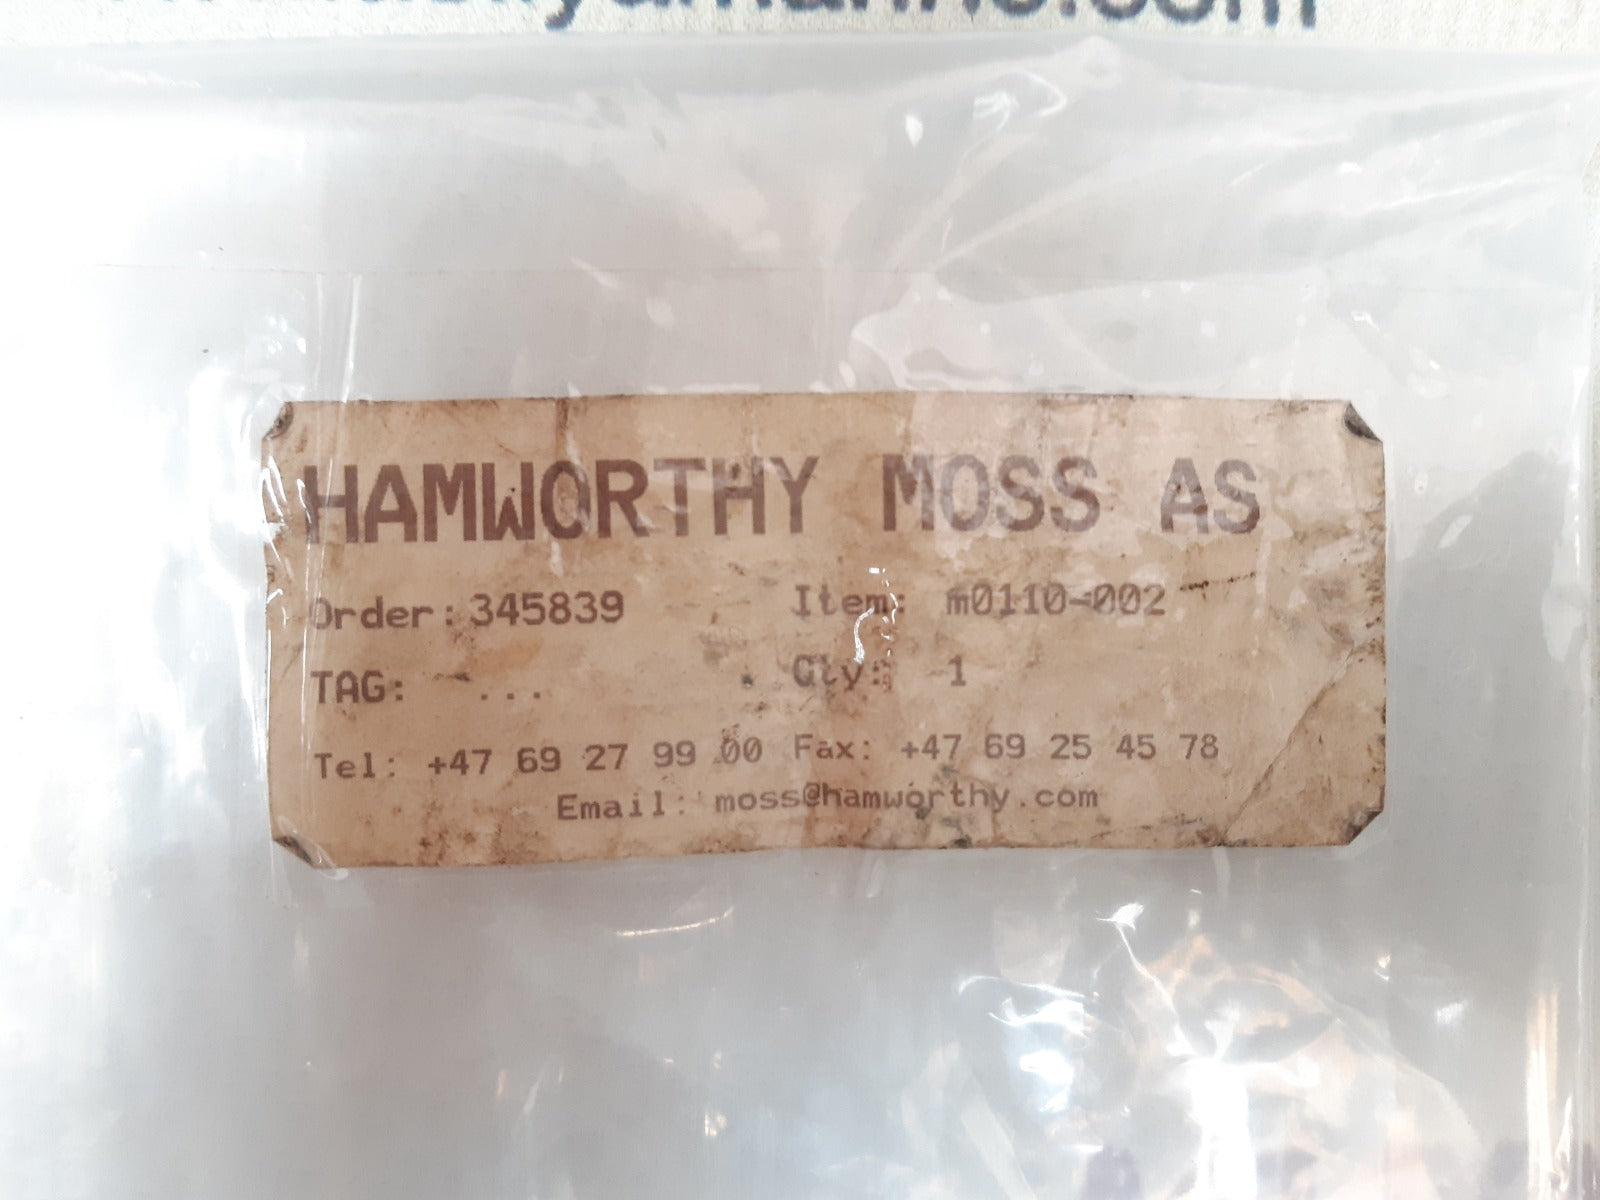 HAMWORTHY MOSS AS
Order: 345839 Item: m0110-002
TAG: ... Qty: 1
Tel: +47 69 27 99 00 Fax: +47 69 25 45 78
Email: moss@hamworthy.com